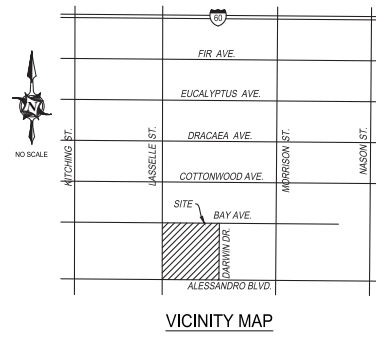 60
FIR AVE.
EUCALYPTUS AVE.
N
DRACAEA AVE.
NO SCALE
KITCHING ST.
LASSELLE ST.
MORRISON ST.
NASON ST.
COTTONWOOD AVE.
SITE
BAY AVE.
DARWIN DR.
ALESSANDRO BLVD.
VICINITY MAP